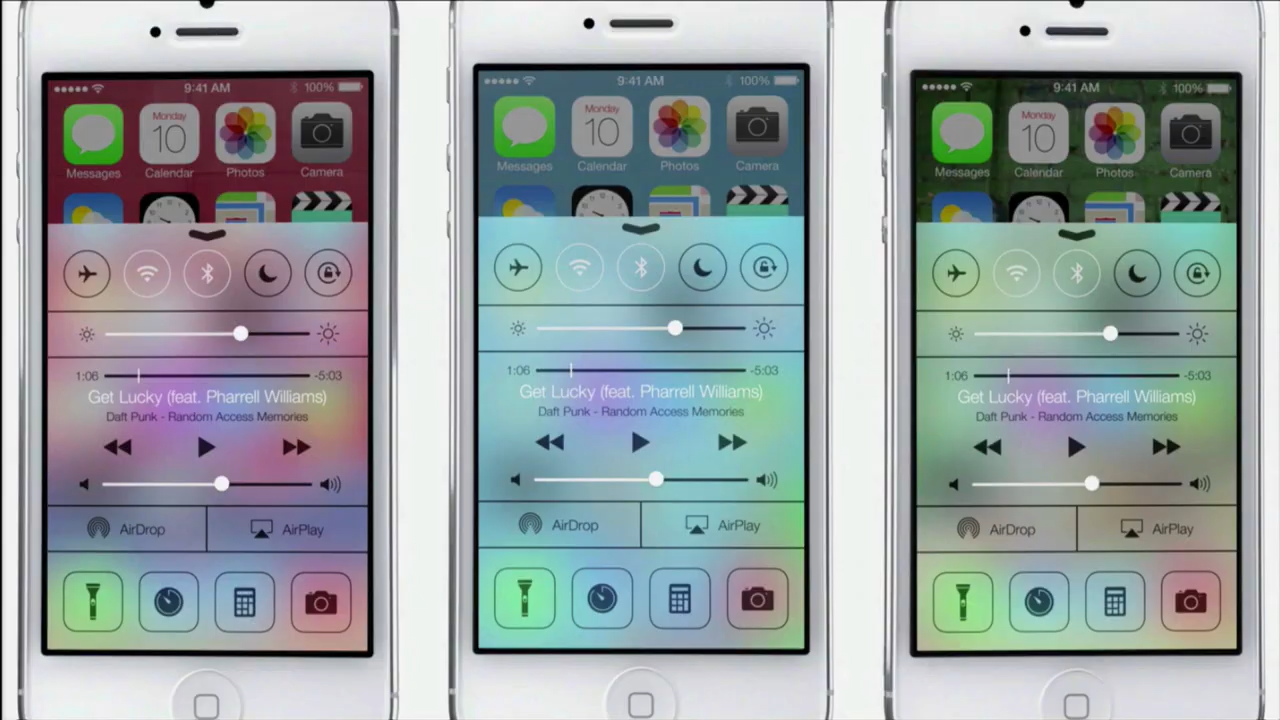 9:41 AM 100%
Monday
10
Messages Calendar Photos Camera
1:06 -5:03
Get Lucky (feat. Pharrell Williams)
Daft Punk - Random Access Memories
AirDrop AirPlay
9:41 AM 100%
Monday
10
Messages Calendar Photos Camera
1:06 -5:03
Get Lucky (feat. Pharrell Williams)
Daft Punk - Random Access Memories
AirDrop AirPlay
9:41 AM 100%
Monday
10
Messages Calendar Photos Camera
1:06 -5:03
Get Lucky (feat. Pharrell Williams)
Daft Punk - Random Access Memories
AirDrop AirPlay